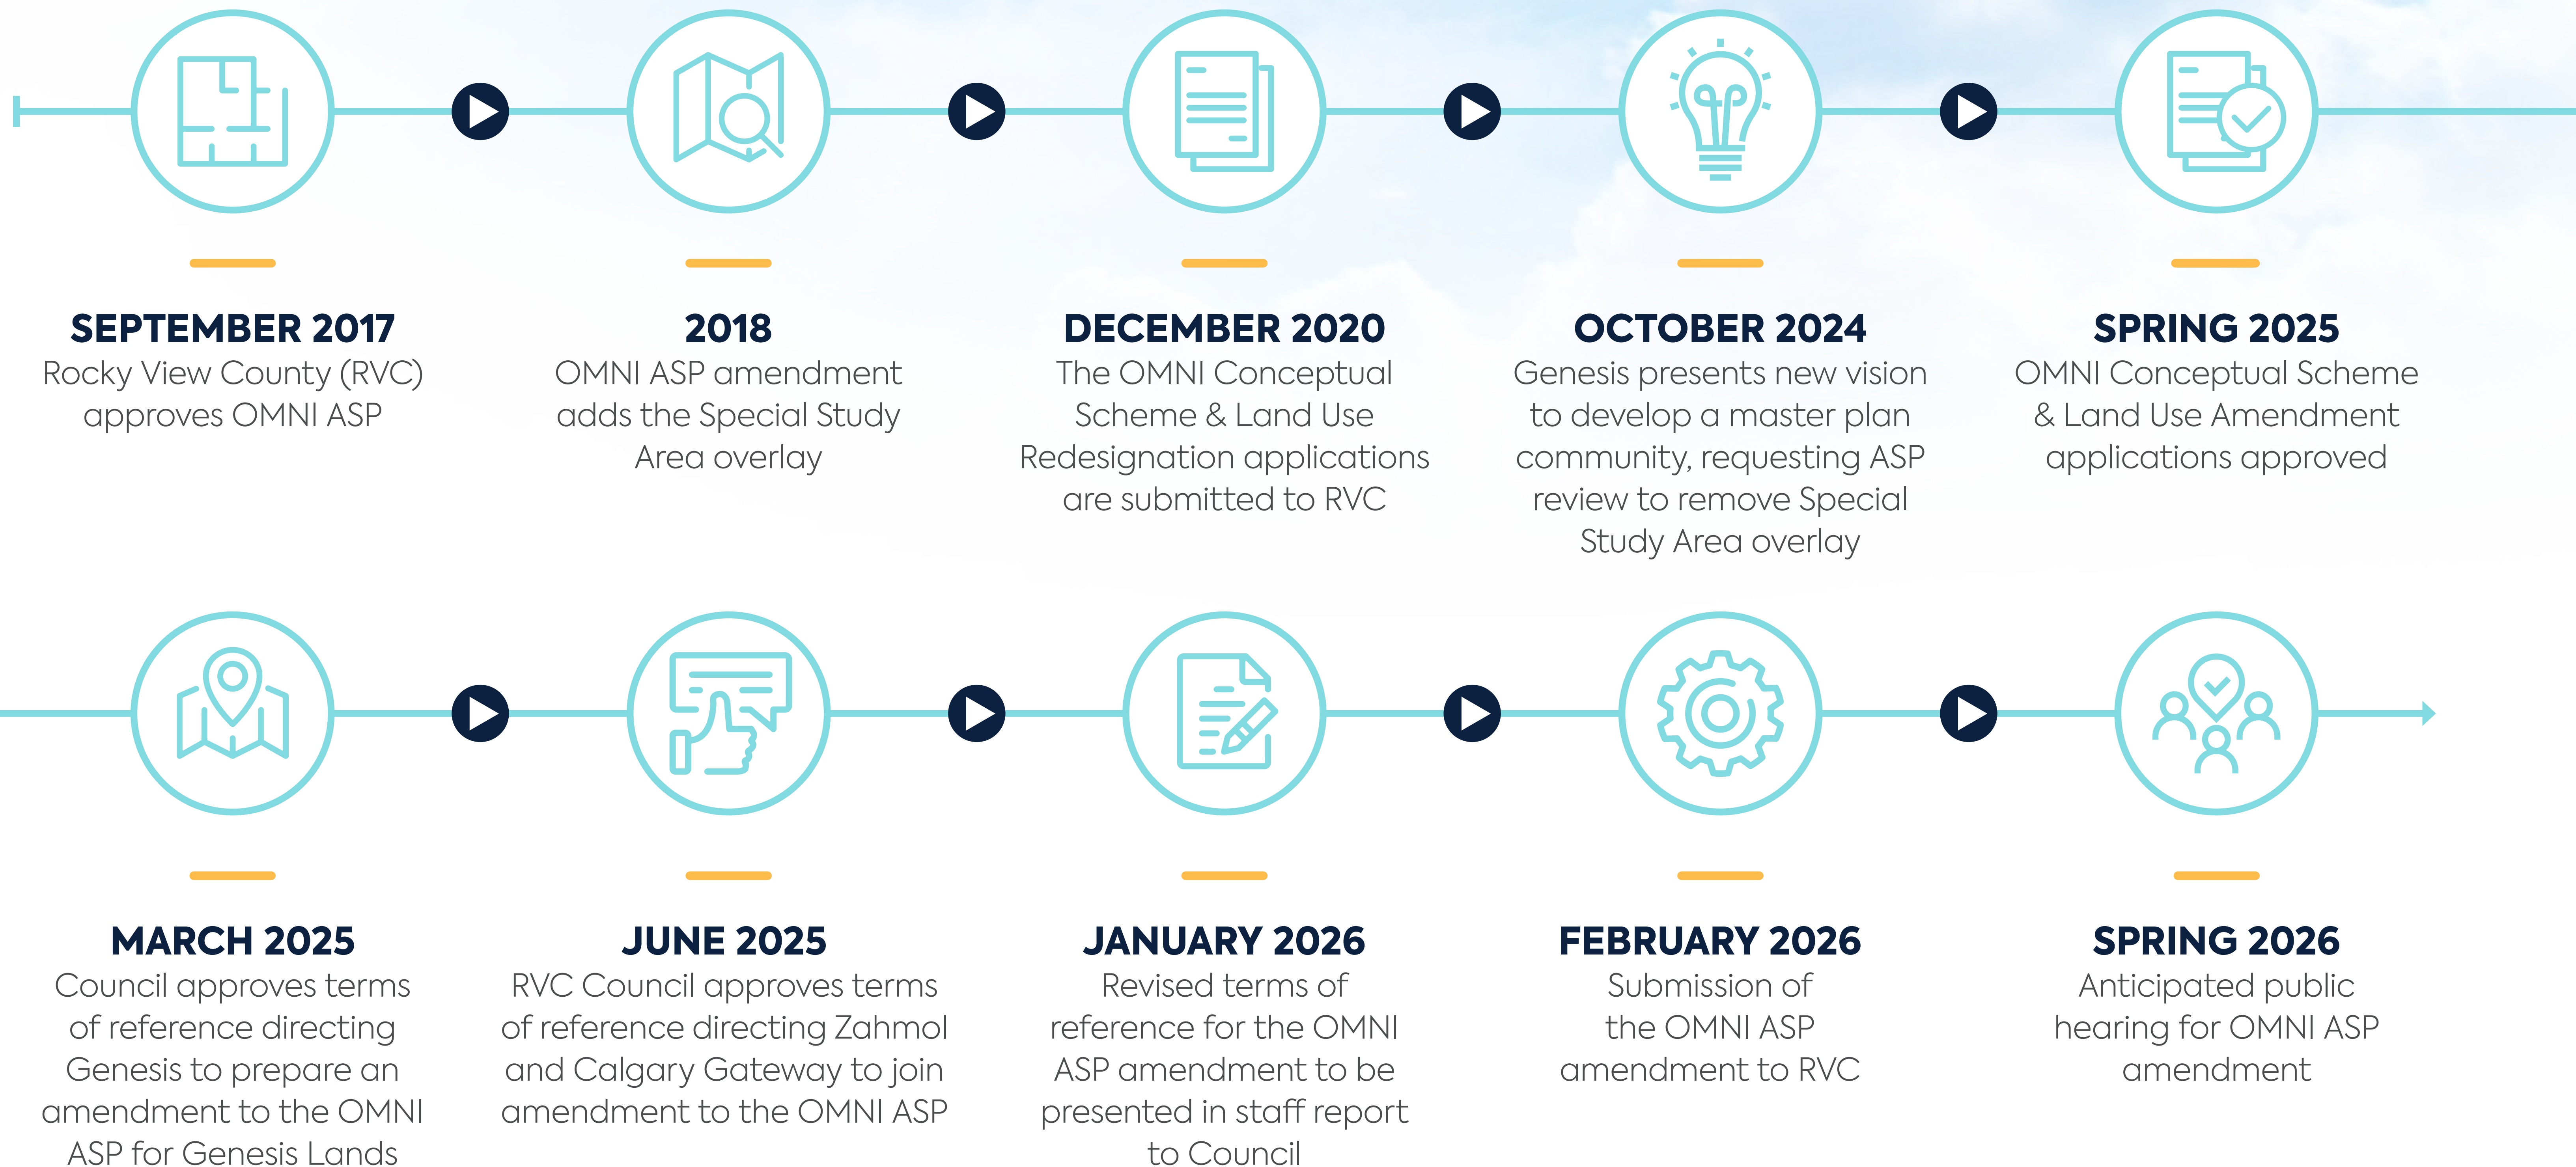 SEPTEMBER 2017
Rocky View County (RVC)
approves OMNI ASP
2018
OMNI ASP amendment
adds the Special Study
Area overlay
DECEMBER 2020
The OMNI Conceptual
Scheme & Land Use
Redesignation applications
are submitted to RVC
OCTOBER 2024
Genesis presents new vision
to develop a master plan
community, requesting ASP
review to remove Special
Study Area overlay
SPRING 2025
OMNI Conceptual Scheme
& Land Use Amendment
applications approved
MARCH 2025
Council approves terms
of reference directing
Genesis to prepare an
amendment to the OMNI
ASP for Genesis Lands
JUNE 2025
RVC Council approves terms
of reference directing Zahmol
and Calgary Gateway to join
amendment to the OMNI ASP
JANUARY 2026
Revised terms of
reference for the OMNI
ASP amendment to be
presented in staff report
to Council
FEBRUARY 2026
Submission of
the OMNI ASP
amendment to RVC
SPRING 2026
Anticipated public
hearing for OMNI ASP
amendment